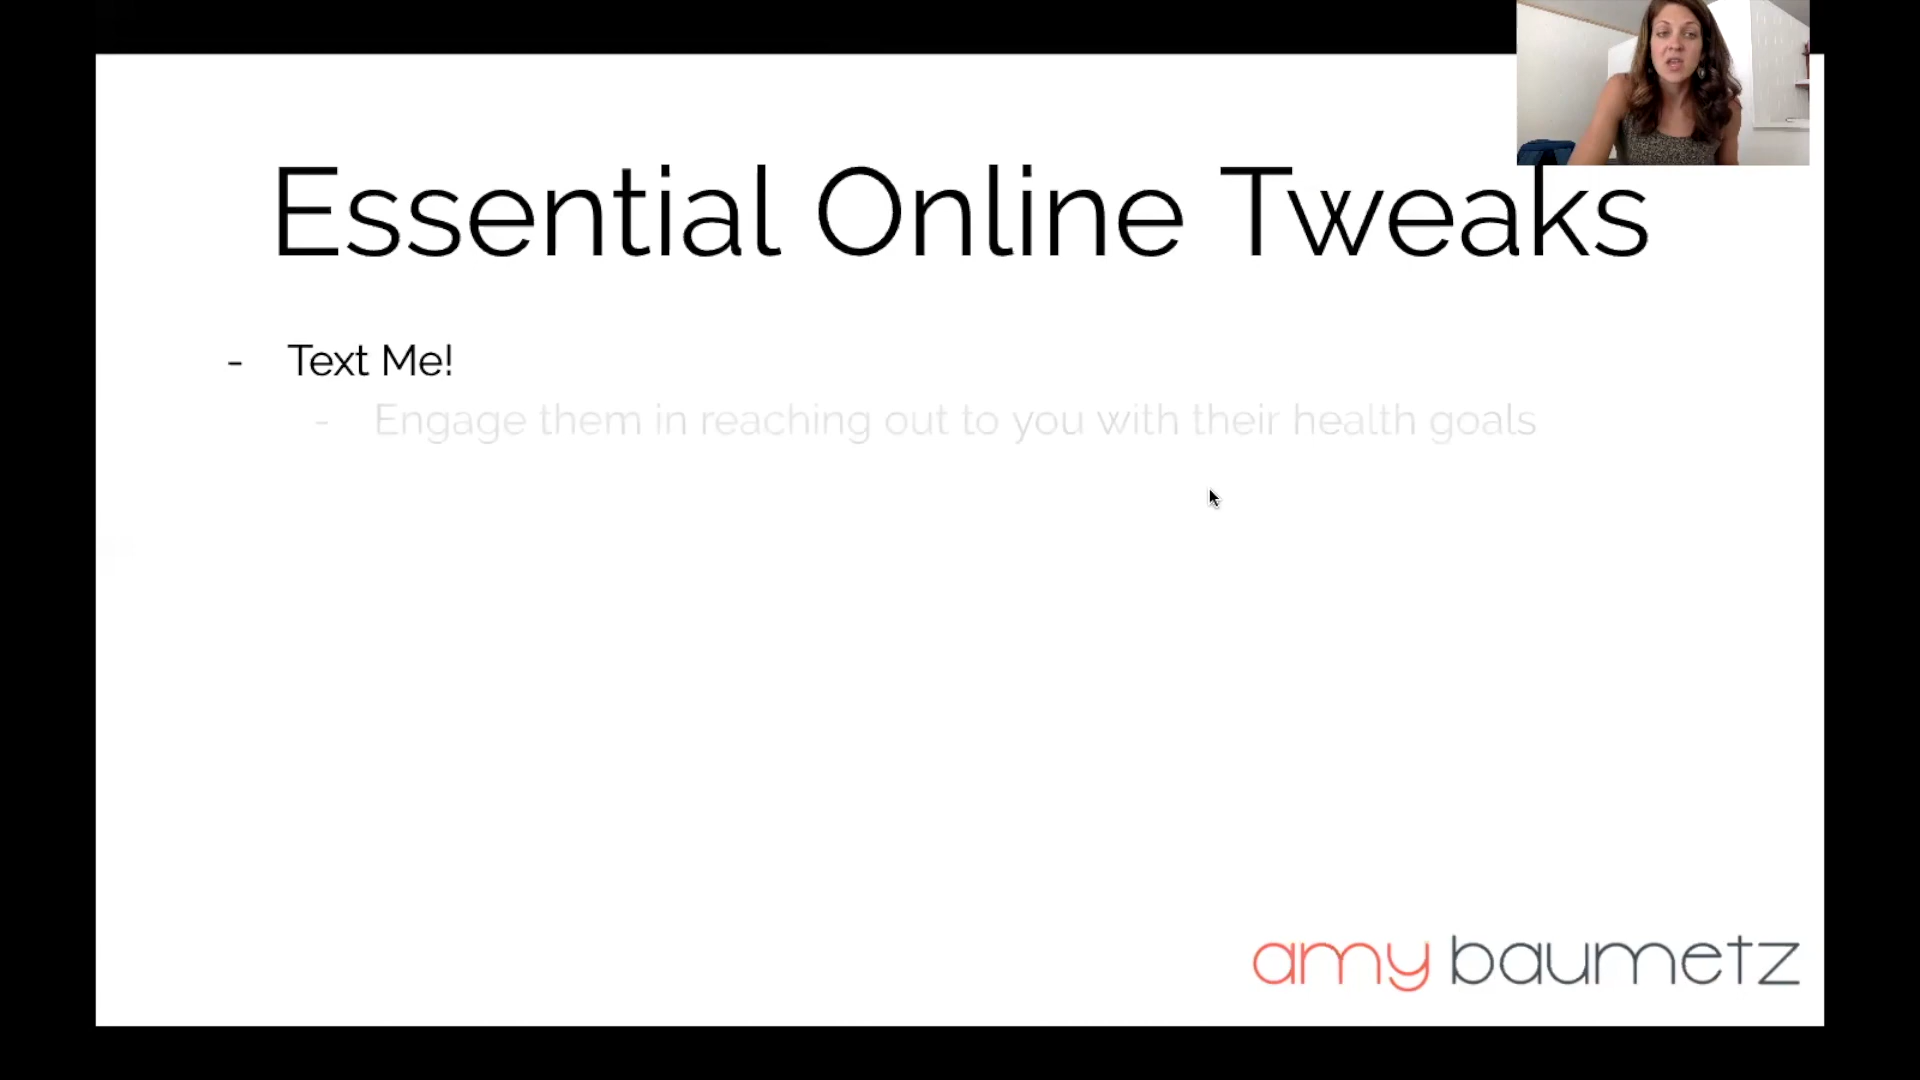 Essential Online Tweaks
- Text Me!
- Engage them in reaching out to you with their health goals
amy baumetz